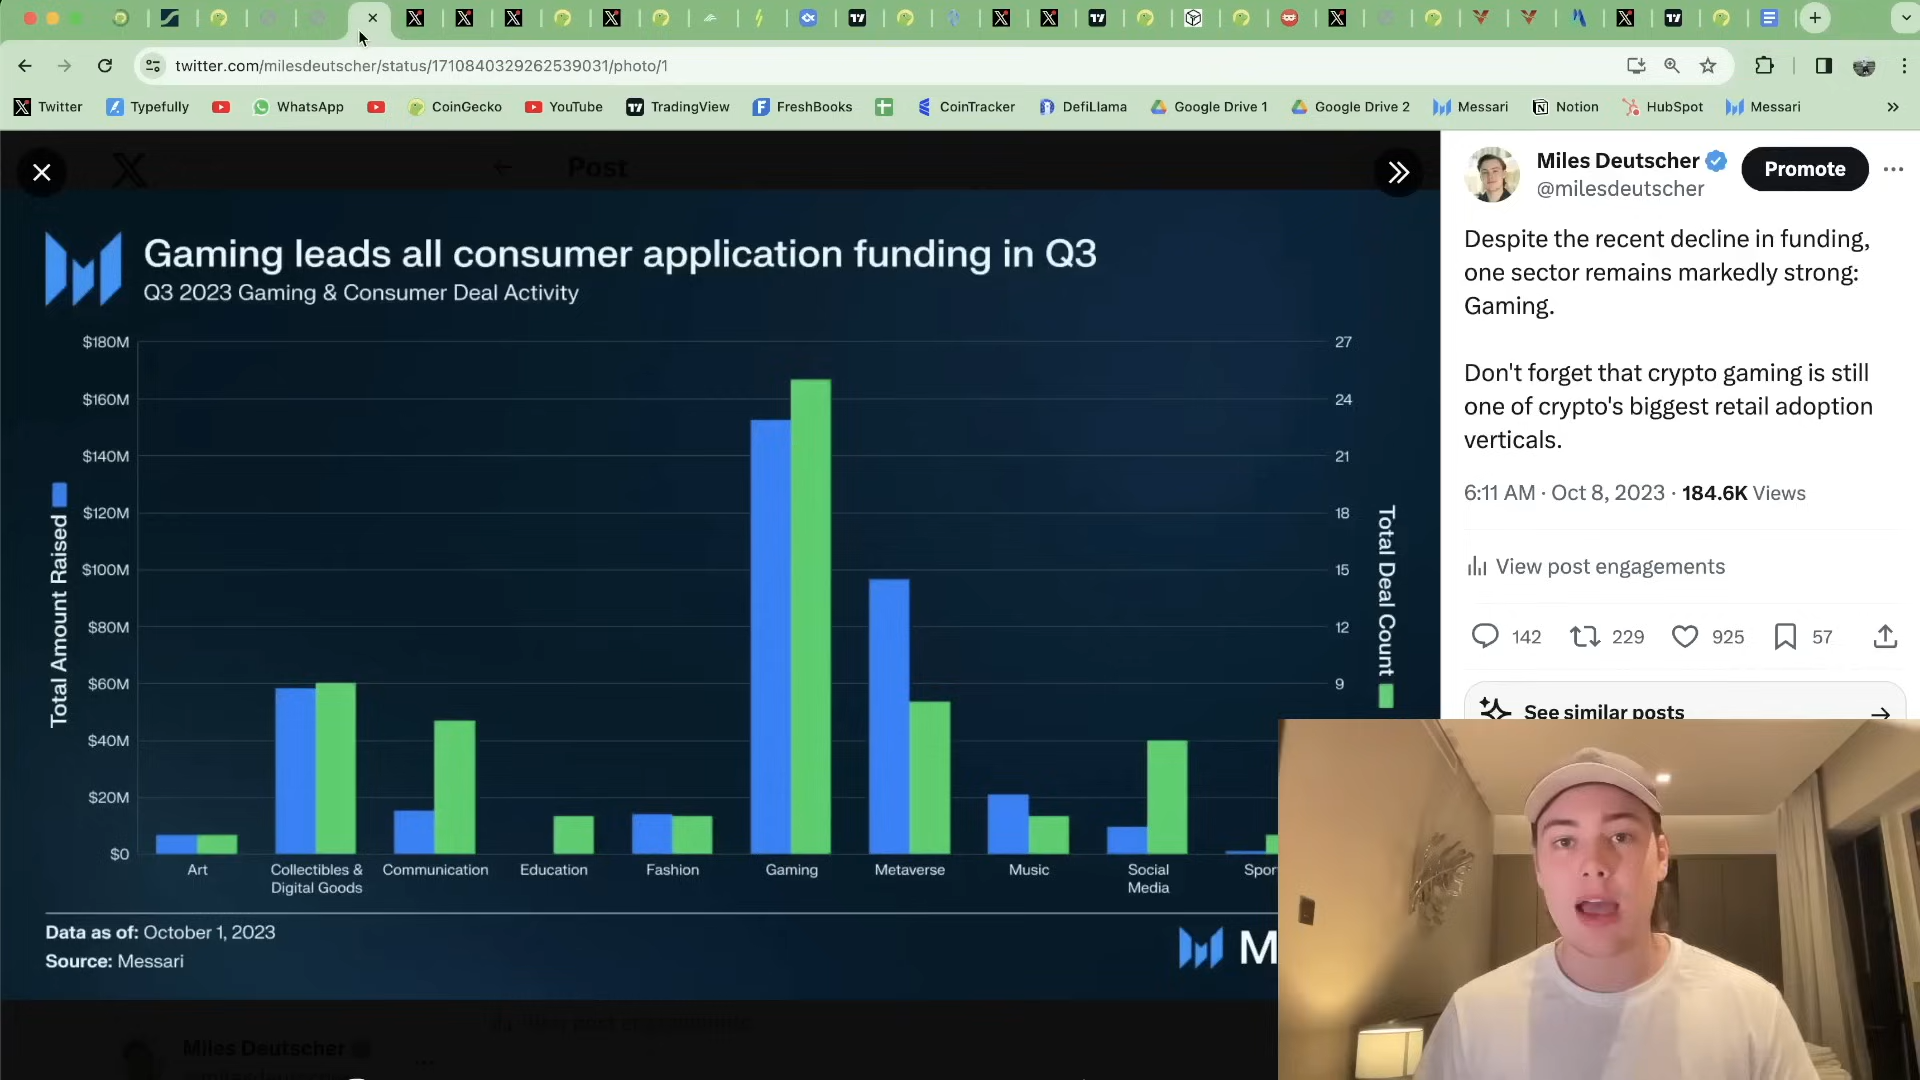 twitter.com/milesdeutscher/status/1710840329262539031/photo/1
Twitter
Typefully
WhatsApp
CoinGecko
YouTube
TradingView
FreshBooks
CoinTracker
DefiLlama
Google Drive 1
Google Drive 2
Messari
Notion
HubSpot
Messari
Post
Gaming leads all consumer application funding in Q3
Q3 2023 Gaming & Consumer Deal Activity
Total Amount Raised
$180M
$160M
$140M
$120M
$100M
$80M
$60M
$40M
$20M
$0
27
24
21
18
15
12
9
Total Deal Count
Art
Collectibles &
Digital Goods
Communication
Education
Fashion
Gaming
Metaverse
Music
Social
Media
Spor
Data as of: October 1, 2023
Source: Messari
M
Miles Deutscher
Miles Deutscher
@milesdeutscher
Promote
Despite the recent decline in funding,
one sector remains markedly strong:
Gaming.
Don't forget that crypto gaming is still
one of crypto's biggest retail adoption
verticals.
6:11 AM · Oct 8, 2023 · 184.6K Views
View post engagements
142
229
925
57
See similar posts